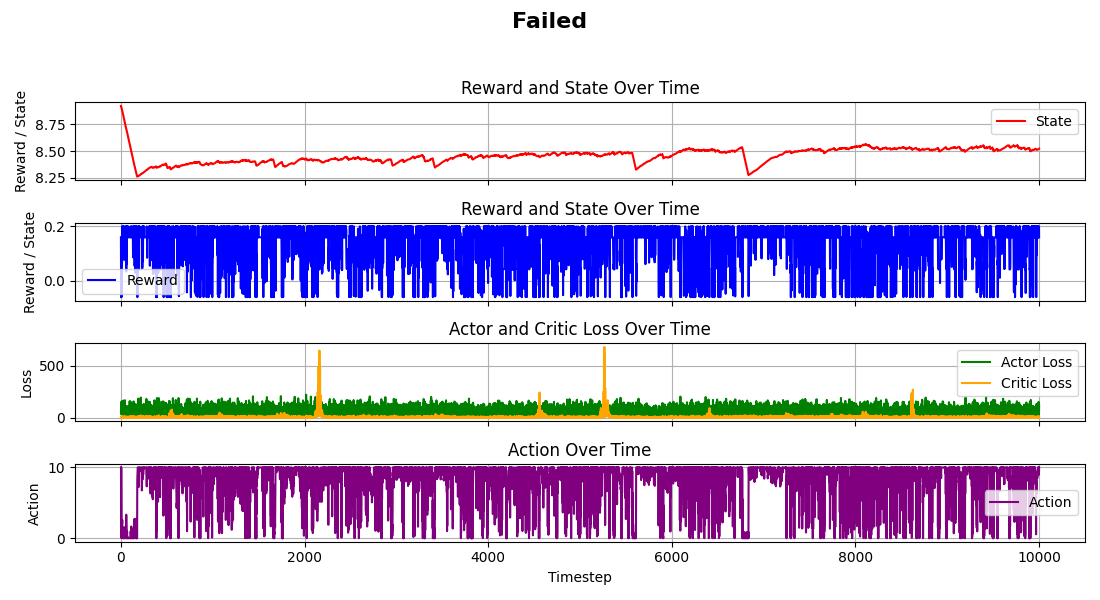 Failed
Reward and State Over Time
Reward / State
8.75
8.50
8.25
State
Reward and State Over Time
Reward / State
0.2
0.0
Reward
Actor and Critic Loss Over Time
Loss
500
0
Actor Loss
Critic Loss
Action Over Time
Action
10
0
Action
0 2000 4000 6000 8000 10000
Timestep